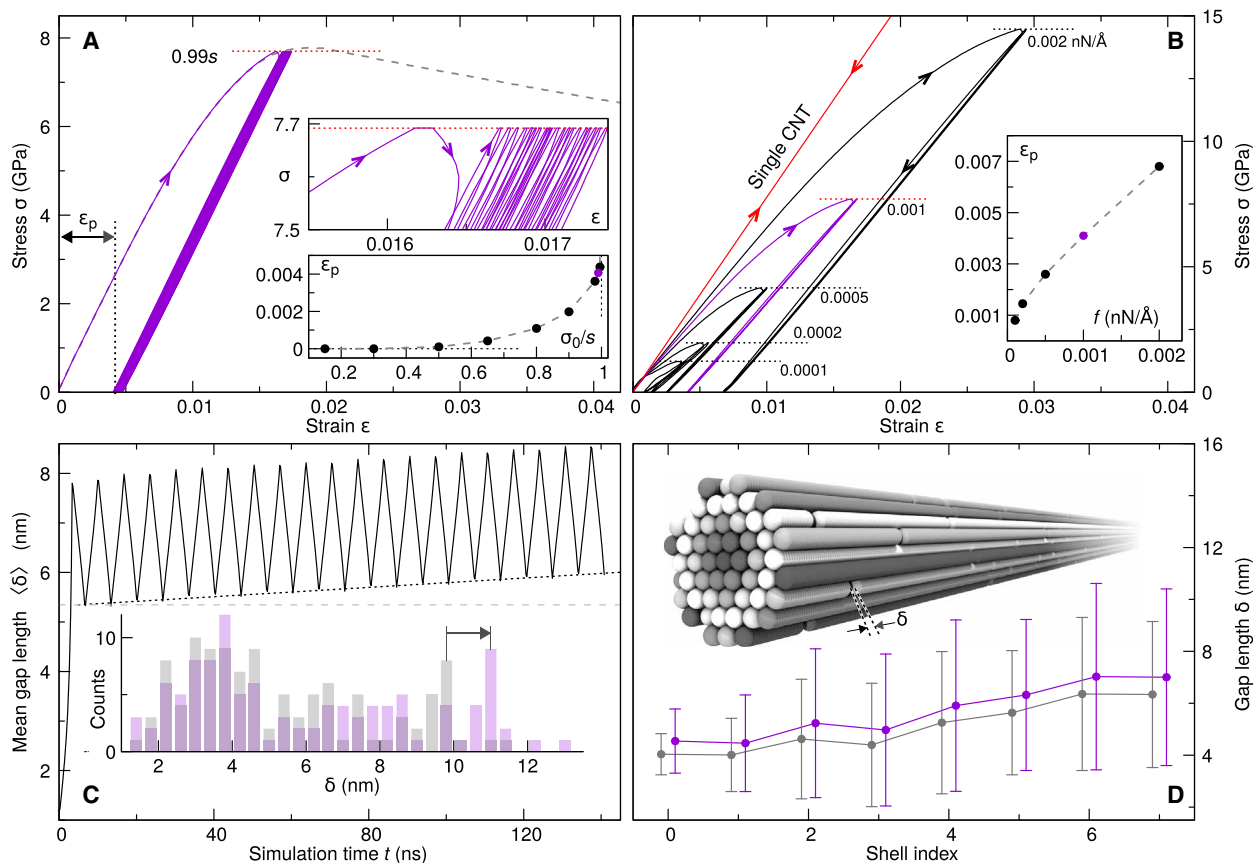 A
8
6
4
2
0
Stress σ (GPa)
0.99s
εp
7.7
σ
7.5
0.016
0.017
ε
εp
0.004
0.002
0
0.2
0.4
0.6
0.8
1
σ0/s
0
0.01
0.02
0.03
0.04
Strain ε
B
15
10
5
0
Stress σ (GPa)
0.002 nN/Å
Single CNT
0.001
0.0005
0.0002
0.0001
εp
0.007
0.005
0.003
0.001
f (nN/Å)
0
0.001
0.002
0
0.01
0.02
0.03
0.04
Strain ε
8
6
4
2
Mean gap length ⟨δ⟩ (nm)
10
Counts
2
4
6
8
10
12
δ (nm)
C
0
40
80
120
Simulation time t (ns)
16
12
8
4
Gap length δ (nm)
δ
D
0
2
4
6
Shell index